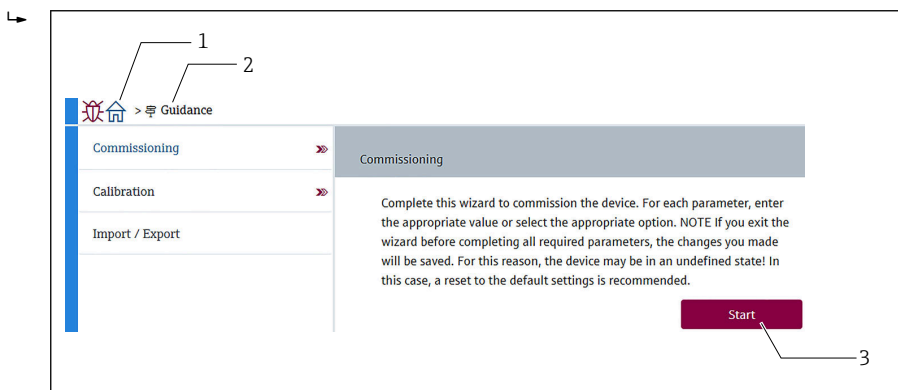 1
2
> Guidance
Commissioning
Calibration
Import / Export
Commissioning
Complete this wizard to commission the device. For each parameter, enter
the appropriate value or select the appropriate option. NOTE If you exit the
wizard before completing all required parameters, the changes you made
will be saved. For this reason, the device may be in an undefined state! In
this case, a reset to the default settings is recommended.
Start
3